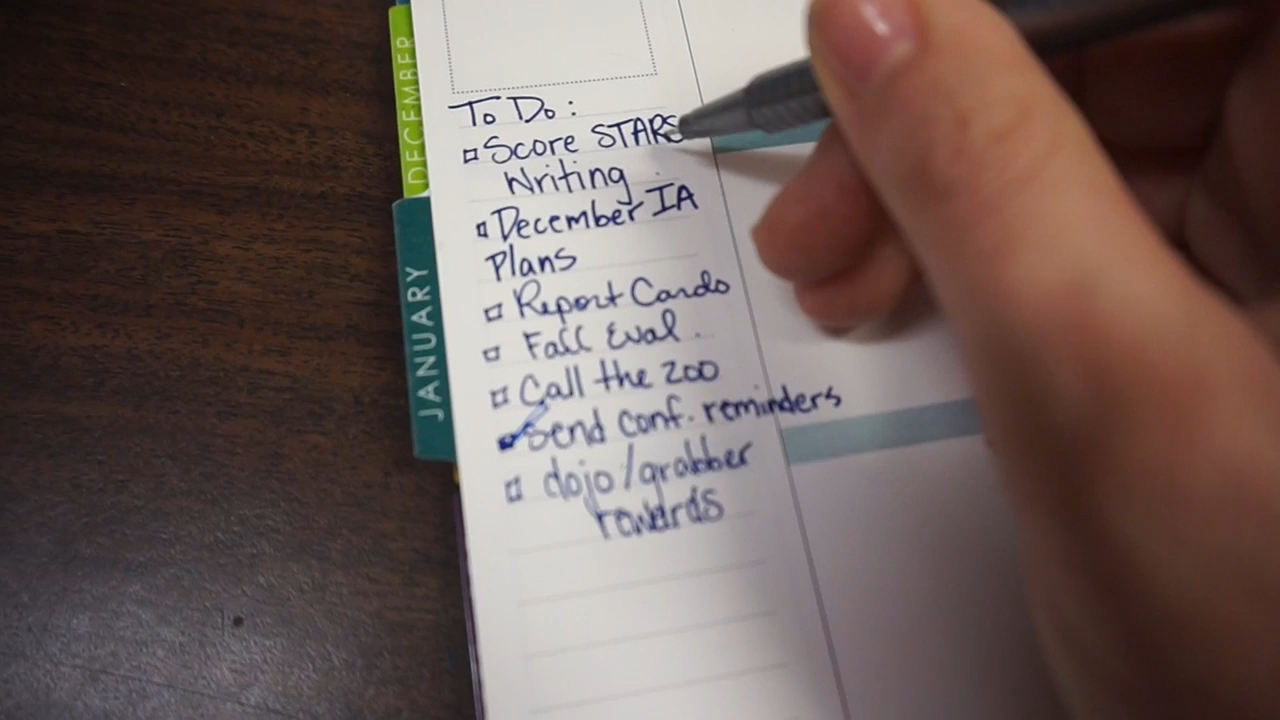 DECEMBER
JANUARY
To Do:
Score STARS
Writing
December IA
Plans
Report Cards
Fall Eval.
Call the zoo
Send conf. reminders
dojo/grabber
rewards